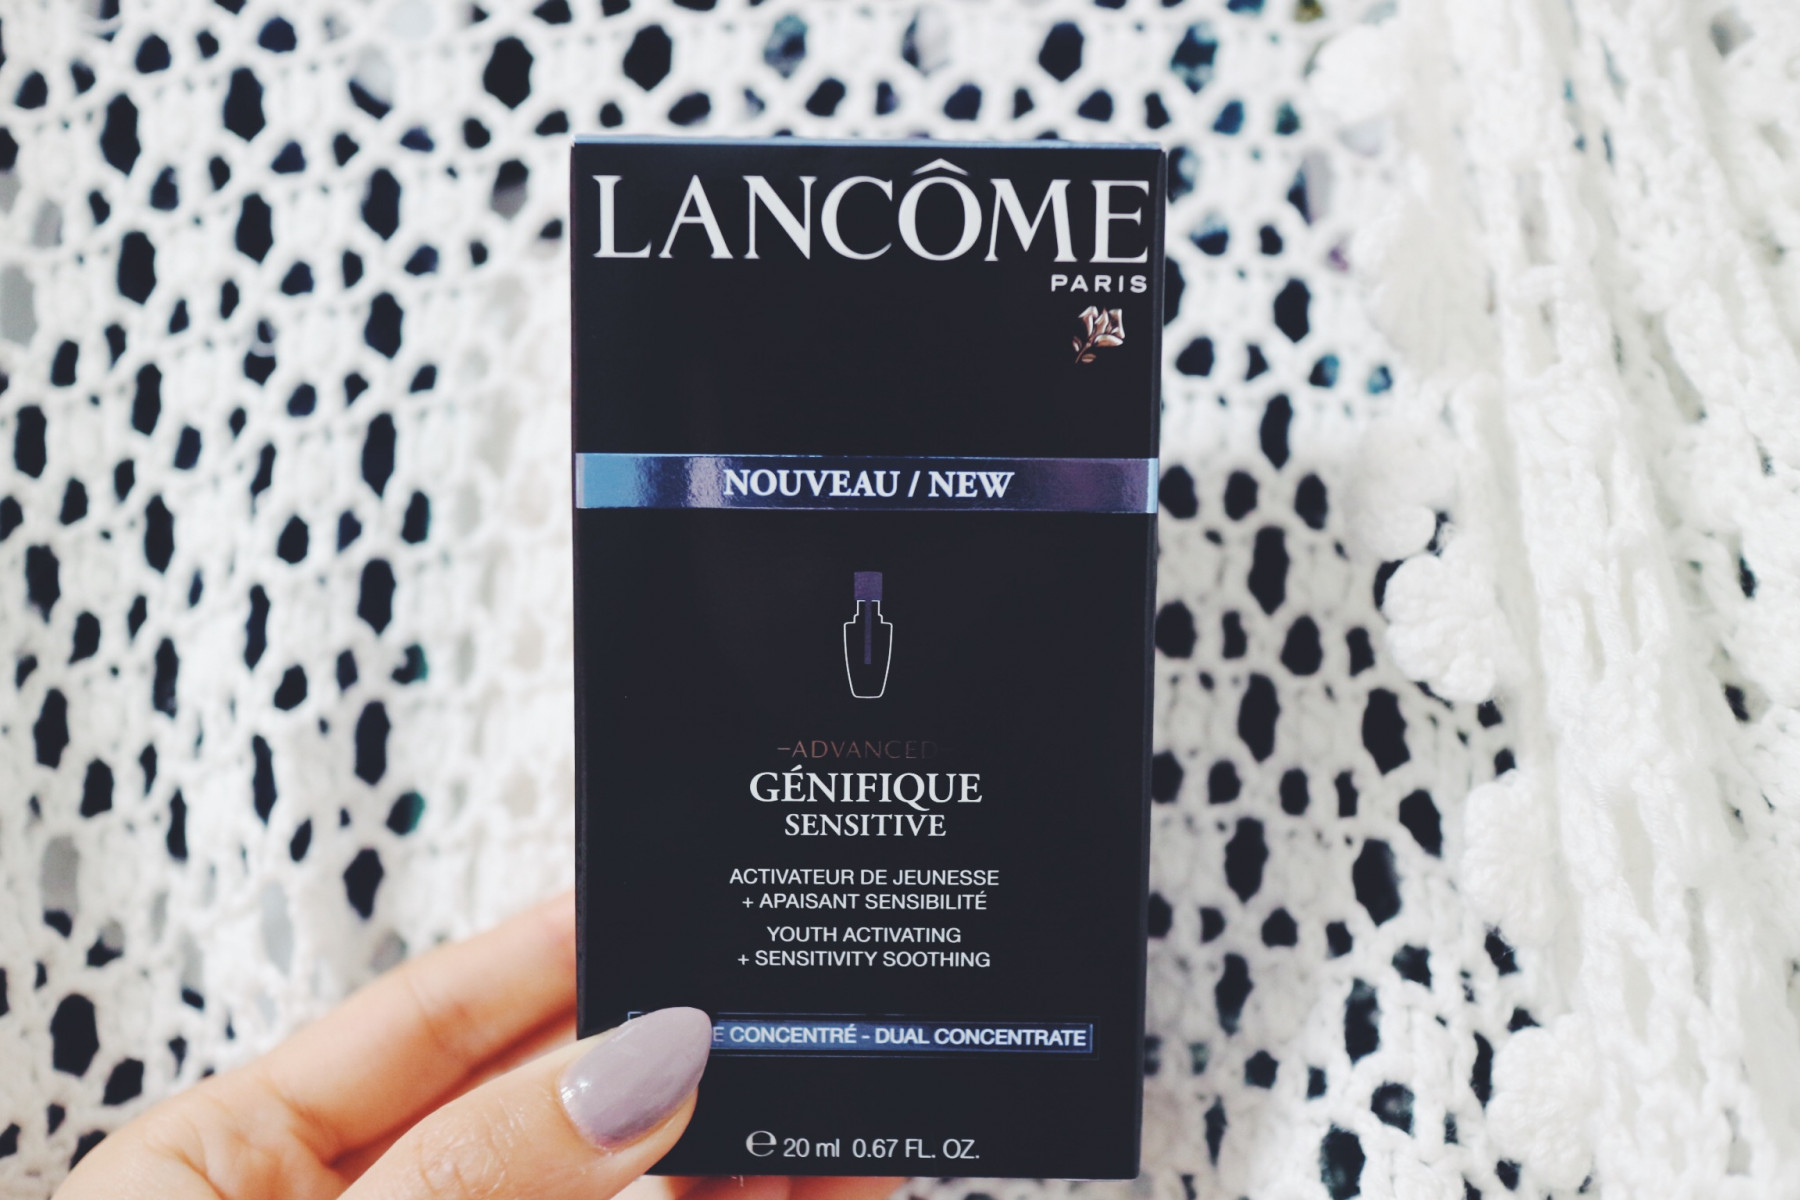 LANCÔME
PARIS
NOUVEAU / NEW
–ADVANCED–
GÉNIFIQUE
SENSITIVE
ACTIVATEUR DE JEUNESSE
+ APAISANT SENSIBILITÉ
YOUTH ACTIVATING
+ SENSITIVITY SOOTHING
CONCENTRÉ - DUAL CONCENTRATE
℮ 20 ml 0.67 FL. OZ.